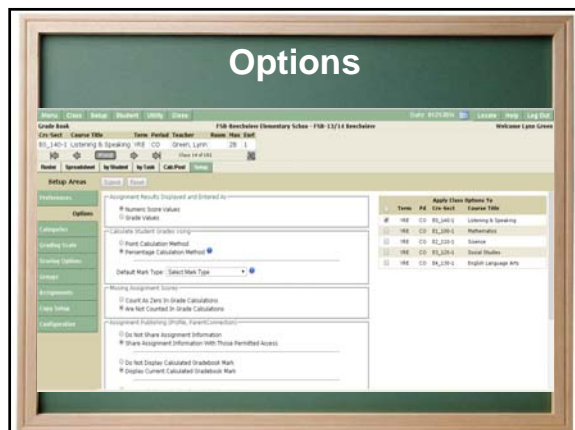 Options
Menu Class Setup Student Utility Close
Locate Help Log Out
Grade Book
FSB-Beechview Elementary School - FSB-13/14 Beechview
Welcome Lynn Green
Crs-Sect Course Title Term Period Teacher Room Max Enrl
Listening & Speaking YRE CO Green, Lynn 28 1
Roster Spreadsheet by Student by Task Calc/Post Setup
Setup Areas Submit Reset
Preferences
Options
Categories
Grading Scale
Grading Options
Groups
Assignments
Copy Setup
Configuration
Assignment Results Displayed and Entered As
Numeric Score Values
Grade Values
Calculate Student Grades Using
Point Calculation Method
Percentage Calculation Method
Default Mark Type: Select Mark Type
Missing Assignment Scores
Count As Zero In Grade Calculations
Are Not Counted In Grade Calculations
Assignment Publishing (Profile, ParentConnection)
Do Not Share Assignment Information
Share Assignment Information With Those Permitted Access
Do Not Display Calculated Gradebook Mark
Display Current Calculated Gradebook Mark
Apply Class Options To
Term Pd Crs-Sect Course Title
YRE CO Listening & Speaking
YRE CO Mathematics
YRE CO Science
YRE CO Social Studies
YRE CO English Language Arts